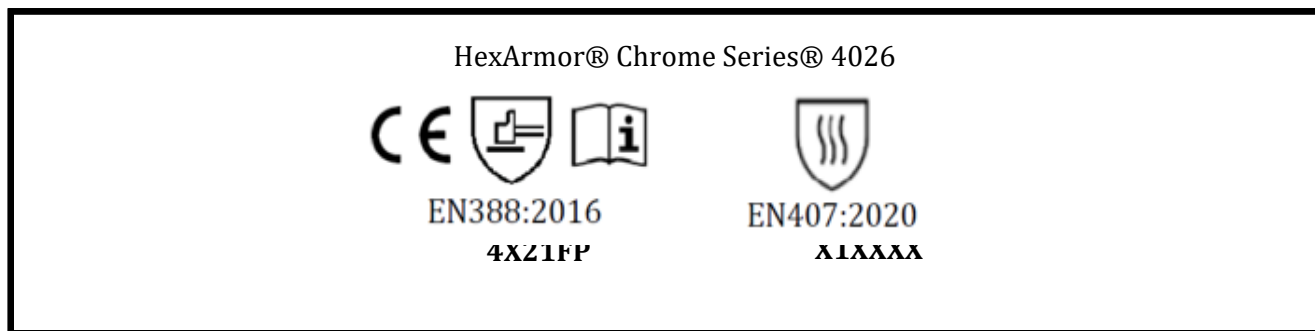 HexArmor® Chrome Series® 4026
CE
i
EN388:2016
EN407:2020
4X21FP
X1XXXX